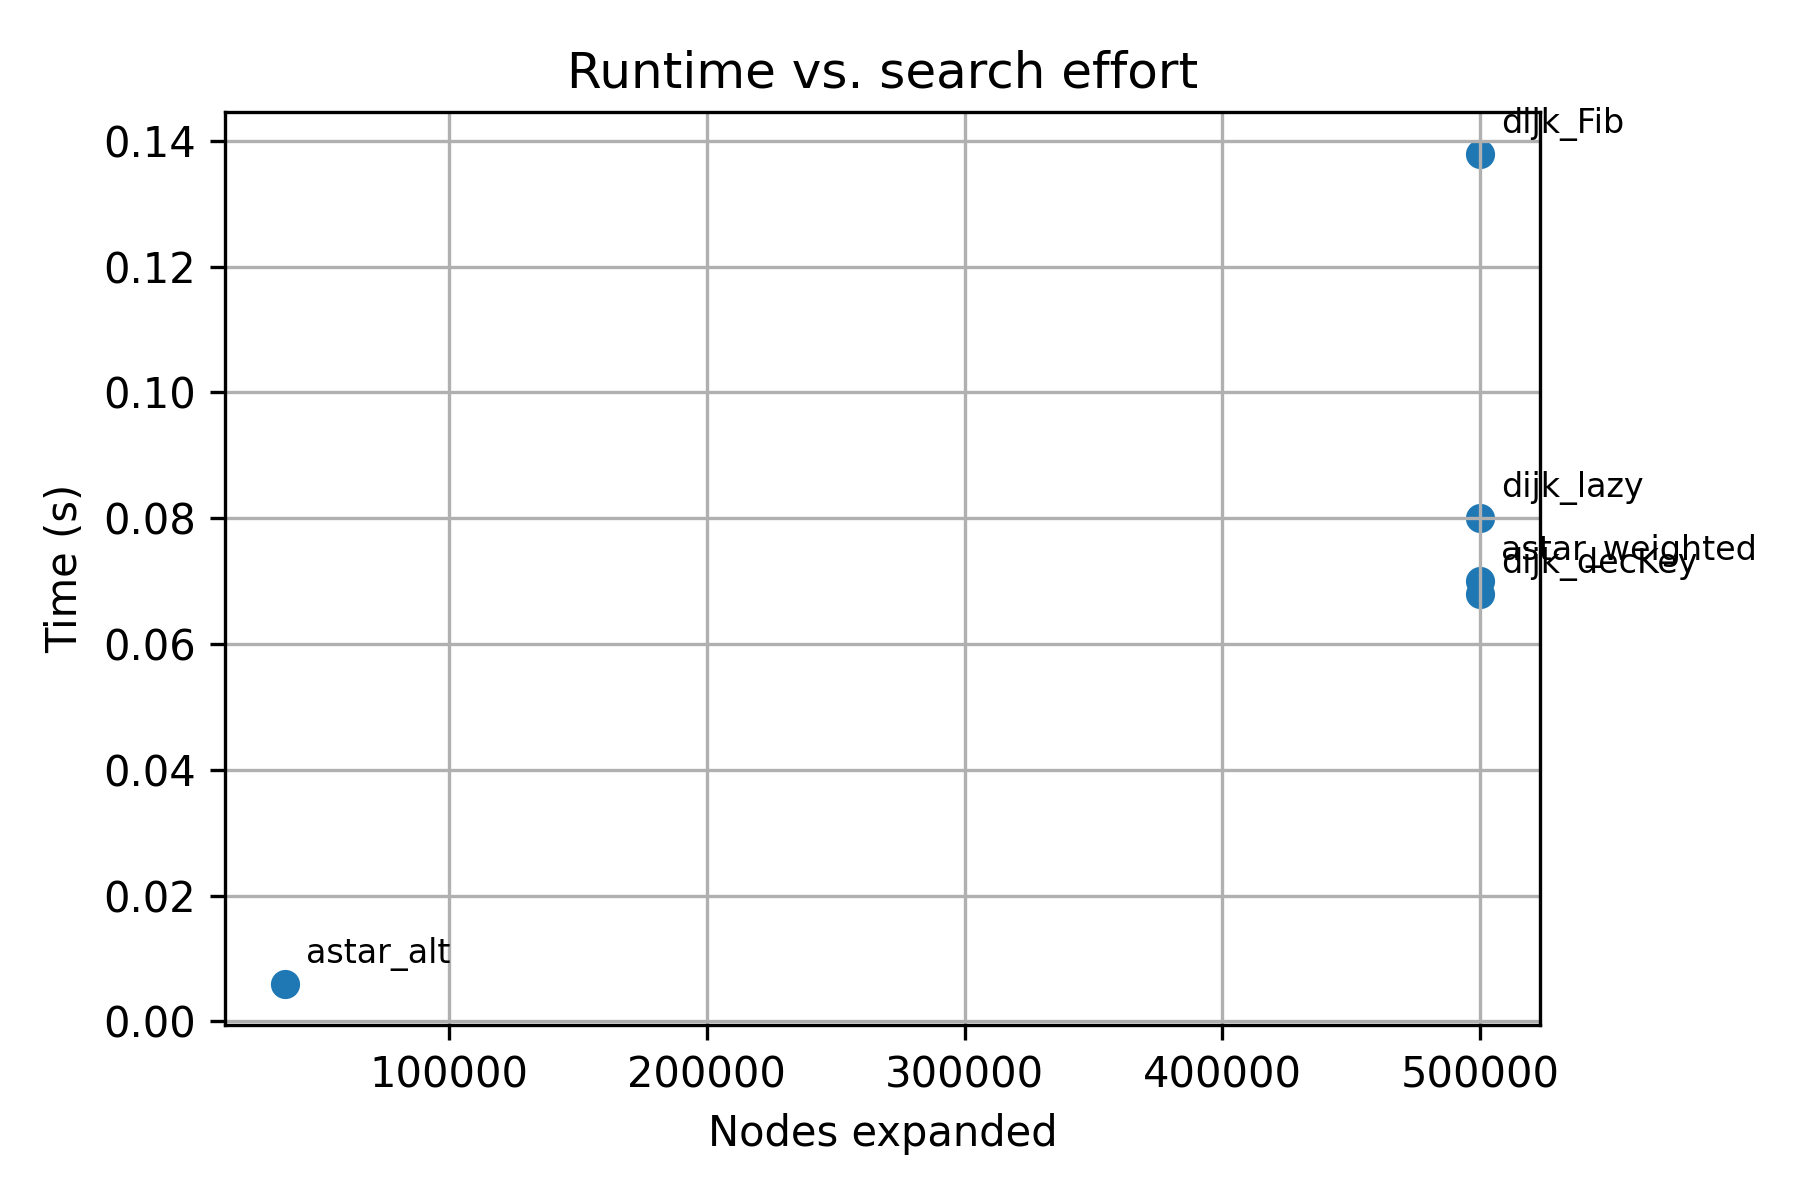 Runtime vs. search effort
dijk_Fib
0.14
0.12
0.10
dijk_lazy
0.08
astar_weighted
dijk_decKey
0.06
Time (s)
0.04
0.02
astar_alt
0.00
100000 200000 300000 400000 500000
Nodes expanded